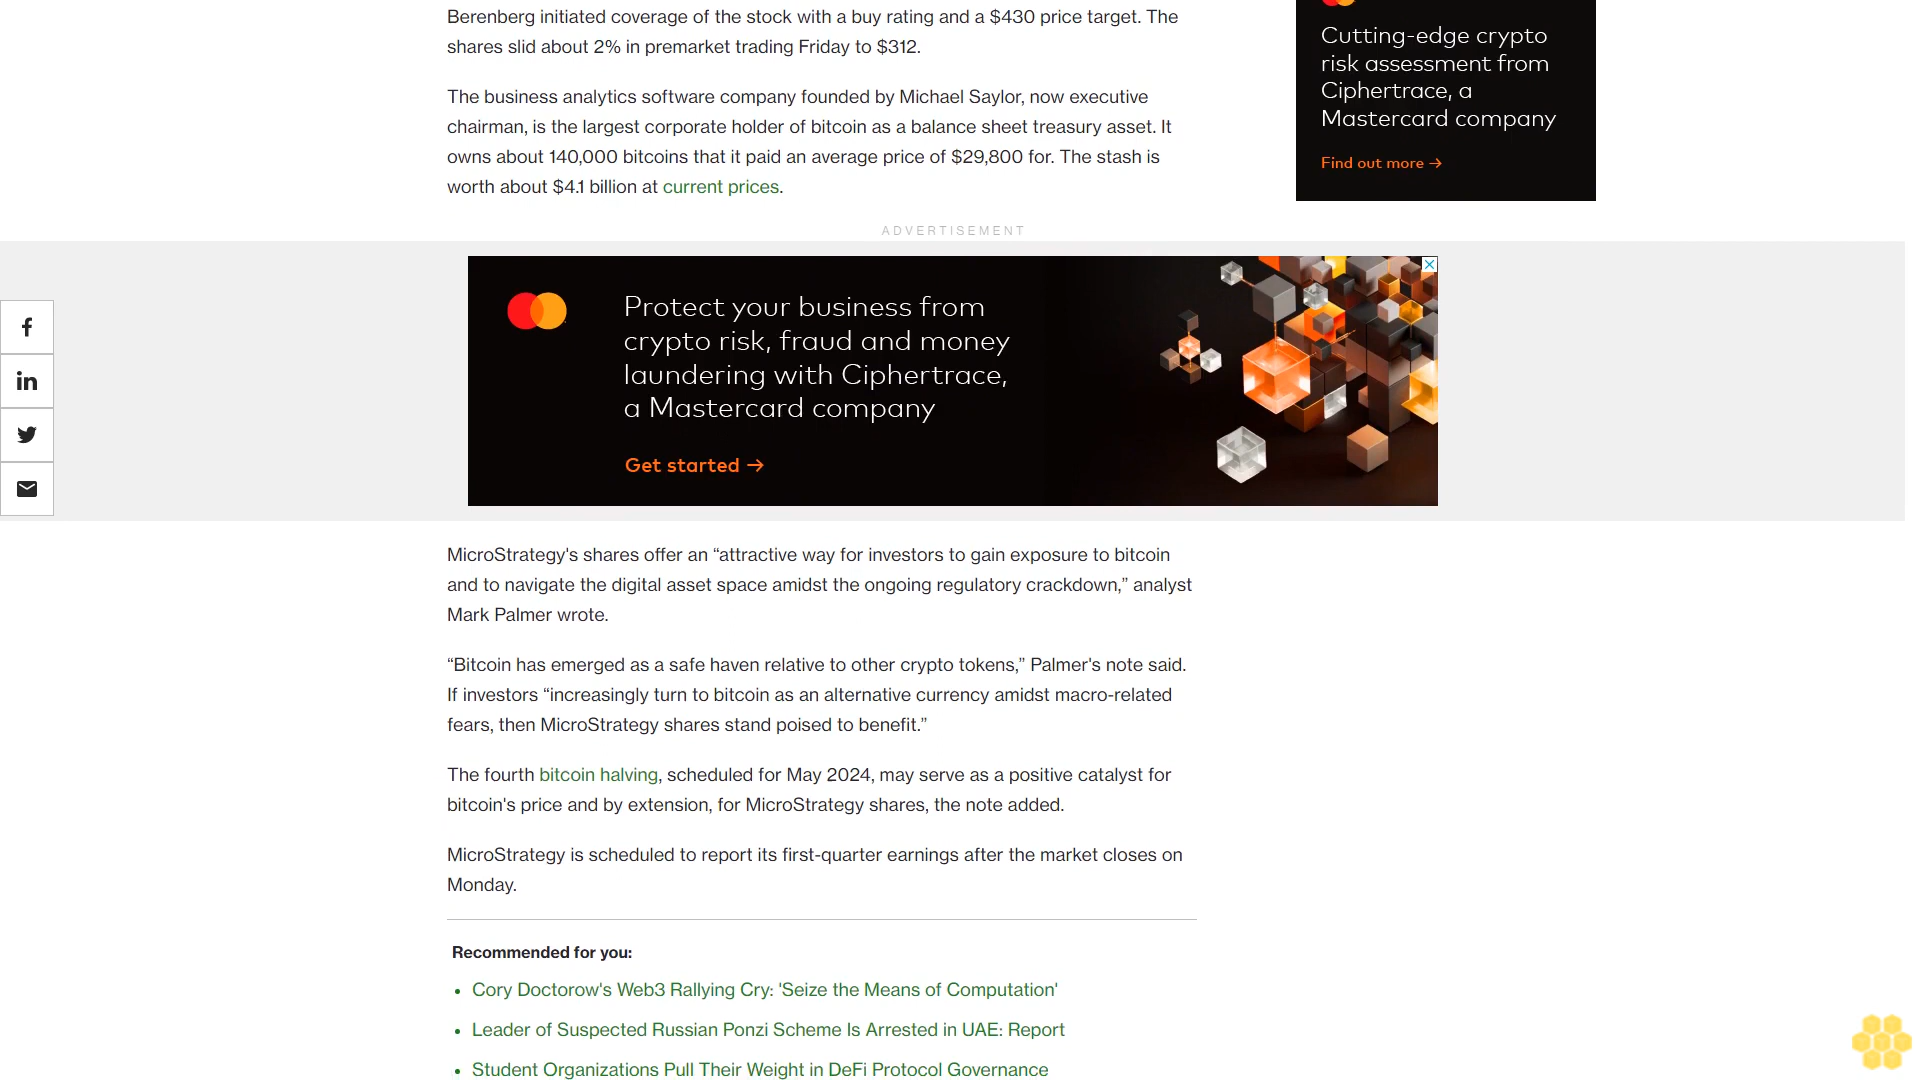 Berenberg initiated coverage of the stock with a buy rating and a $430 price target. The
shares slid about 2% in premarket trading Friday to $312.
The business analytics software company founded by Michael Saylor, now executive
chairman, is the largest corporate holder of bitcoin as a balance sheet treasury asset. It
owns about 140,000 bitcoins that it paid an average price of $29,800 for. The stash is
worth about $4.1 billion at current prices.
Cutting-edge crypto
risk assessment from
Ciphertrace, a
Mastercard company
Find out more →
ADVERTISEMENT
Protect your business from
crypto risk, fraud and money
laundering with Ciphertrace,
a Mastercard company
Get started →
MicroStrategy's shares offer an “attractive way for investors to gain exposure to bitcoin
and to navigate the digital asset space amidst the ongoing regulatory crackdown,” analyst
Mark Palmer wrote.
“Bitcoin has emerged as a safe haven relative to other crypto tokens,” Palmer's note said.
If investors “increasingly turn to bitcoin as an alternative currency amidst macro-related
fears, then MicroStrategy shares stand poised to benefit.”
The fourth bitcoin halving, scheduled for May 2024, may serve as a positive catalyst for
bitcoin's price and by extension, for MicroStrategy shares, the note added.
MicroStrategy is scheduled to report its first-quarter earnings after the market closes on
Monday.
Recommended for you:
• Cory Doctorow's Web3 Rallying Cry: 'Seize the Means of Computation'
• Leader of Suspected Russian Ponzi Scheme Is Arrested in UAE: Report
• Student Organizations Pull Their Weight in DeFi Protocol Governance